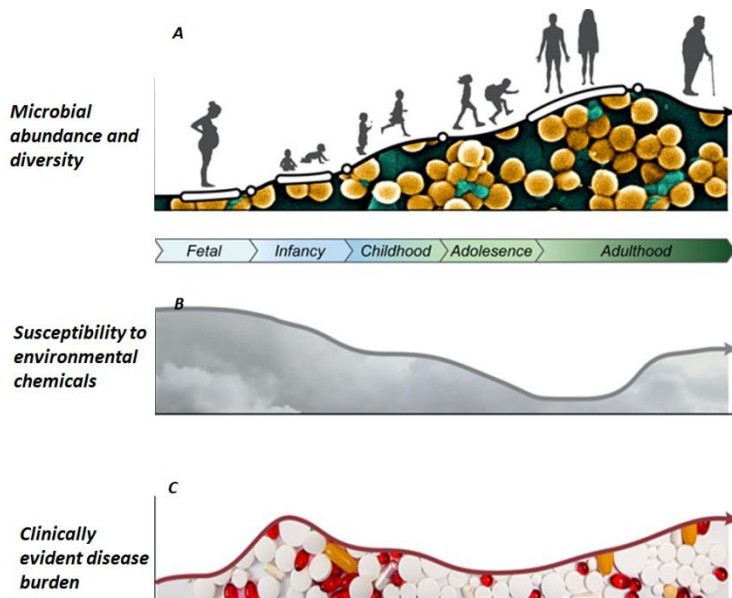 A
Microbial
abundance and
diversity
Fetal
Infancy
Childhood
Adolesence
Adulthood
B
Susceptibility to
environmental
chemicals
C
Clinically
evident disease
burden